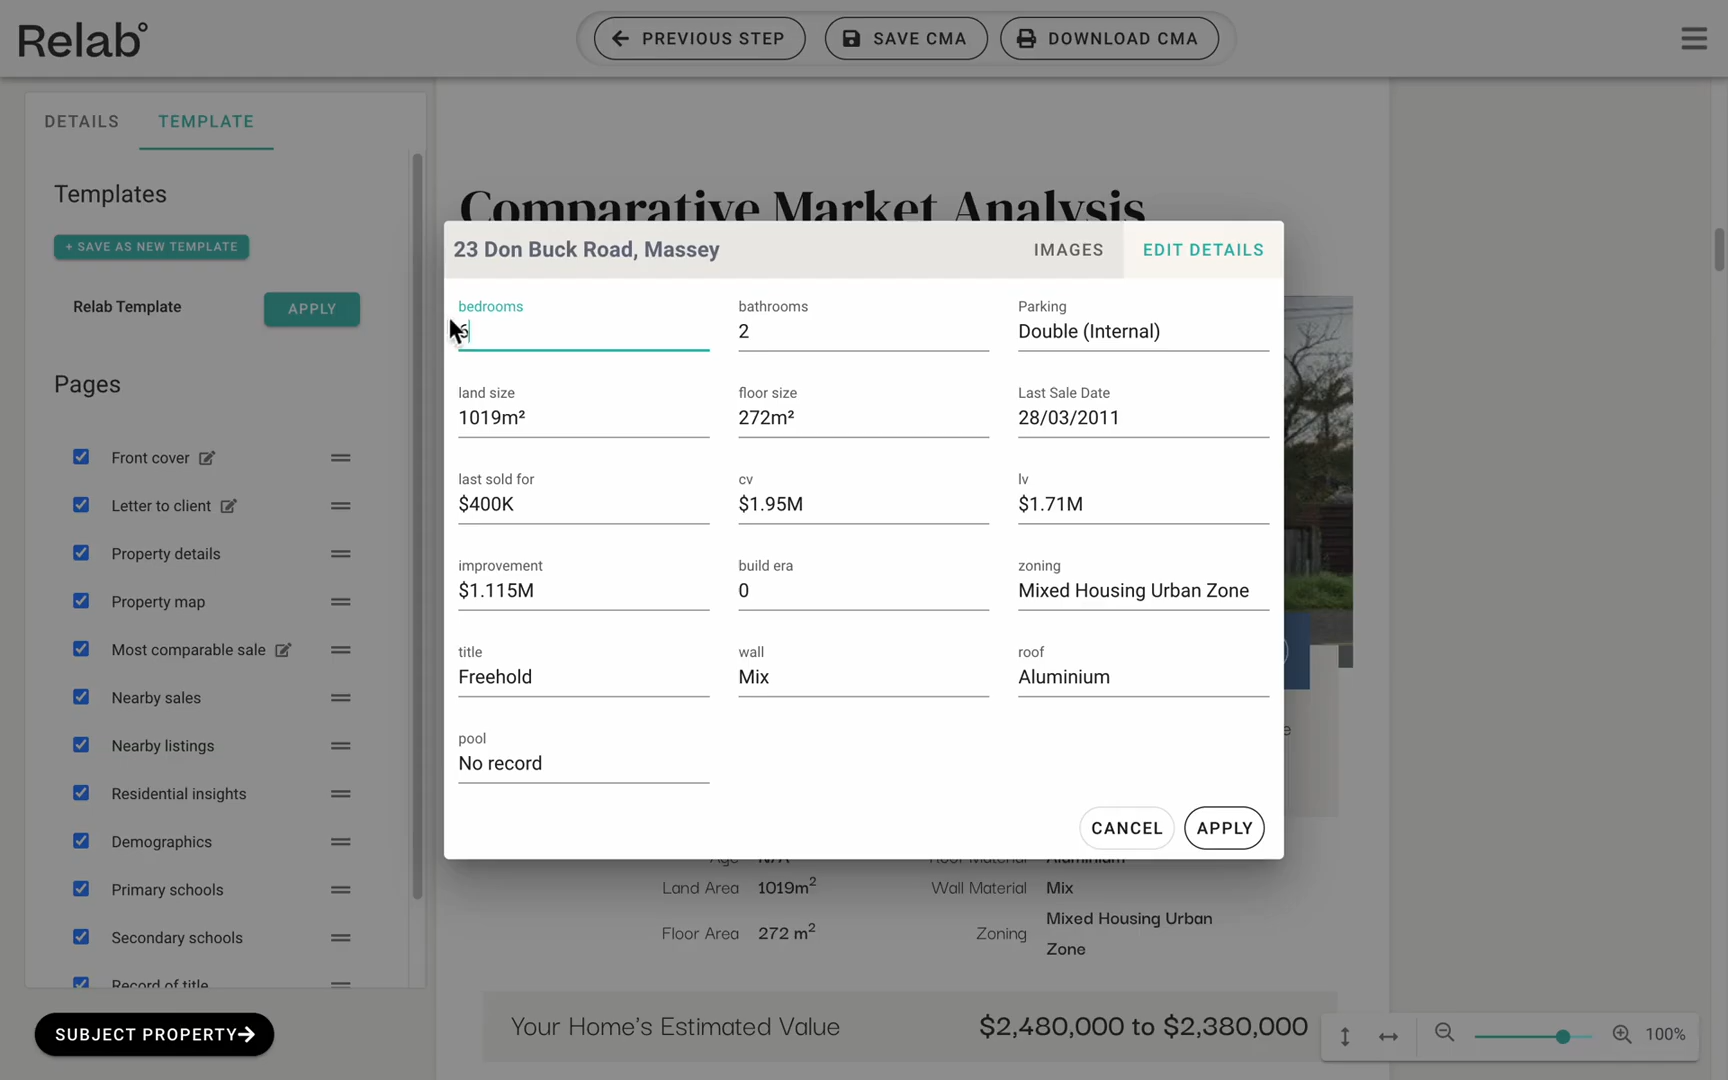 Relab°
PREVIOUS STEP
SAVE CMA
DOWNLOAD CMA
DETAILS
TEMPLATE
Templates
+ SAVE AS NEW TEMPLATE
Relab Template
APPLY
Pages
Front cover
Letter to client
Property details
Property map
Most comparable sale
Nearby sales
Nearby listings
Residential insights
Demographics
Primary schools
Secondary schools
Record of title
SUBJECT PROPERTY
Comparative Market Analysis
23 Don Buck Road, Massey
IMAGES
EDIT DETAILS
bedrooms
bathrooms
Parking
6
2
Double (Internal)
land size
floor size
Last Sale Date
1019m²
272m²
28/03/2011
last sold for
cv
lv
$400K
$1.95M
$1.71M
improvement
build era
zoning
$1.115M
0
Mixed Housing Urban Zone
title
wall
roof
Freehold
Mix
Aluminium
pool
No record
CANCEL
APPLY
Age N/A
Roof Material Aluminium
Land Area 1019m²
Wall Material Mix
Floor Area 272 m²
Zoning Mixed Housing Urban
Zone
Your Home's Estimated Value
$2,480,000 to $2,380,000
100%